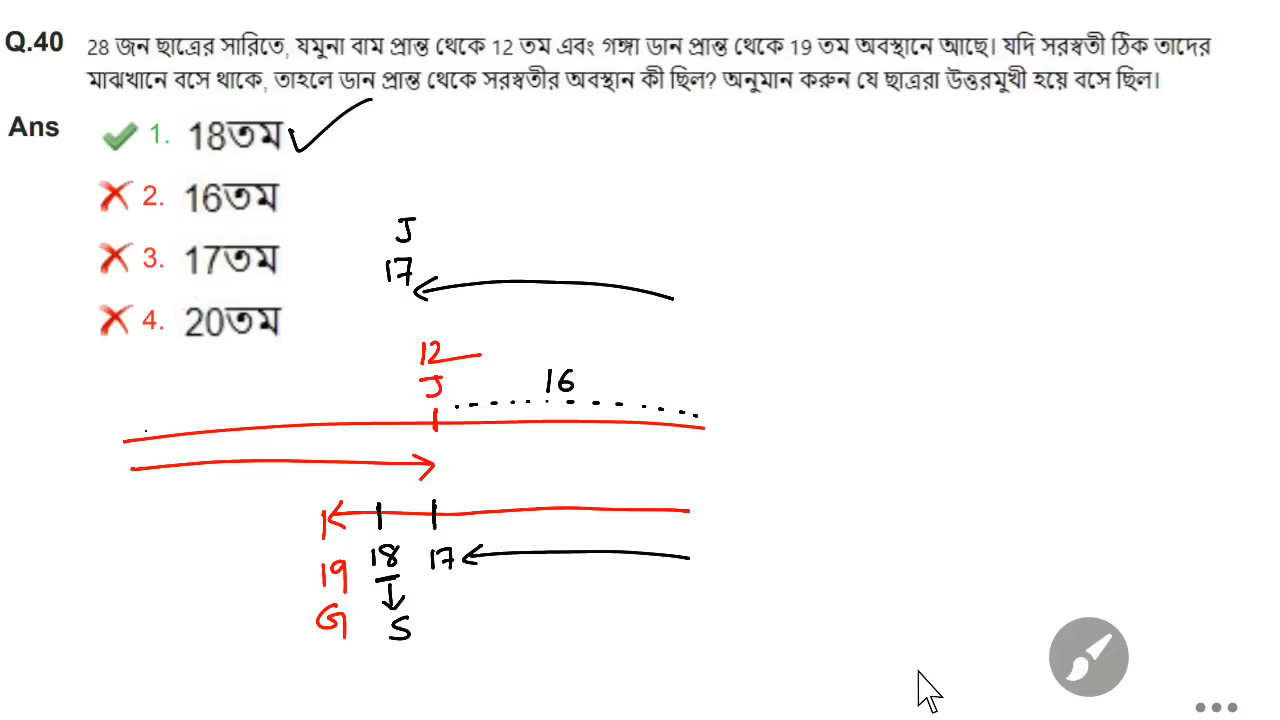 Q.40 28 জন ছাত্রের সারিতে, যমুনা বাম প্রান্ত থেকে 12 তম এবং গঙ্গা ডান প্রান্ত থেকে 19 তম অবস্থানে আছে। যদি সরস্বতী ঠিক তাদের
মাঝখানে বসে থাকে, তাহলে ডান প্রান্ত থেকে সরস্বতীর অবস্থান কী ছিল? অনুমান করুন যে ছাত্ররা উত্তরমুখী হয়ে বসে ছিল।
Ans 1. 18তম
2. 16তম
3. 17তম
4. 20তম
J
17
12
J
16
19 18 17
G S